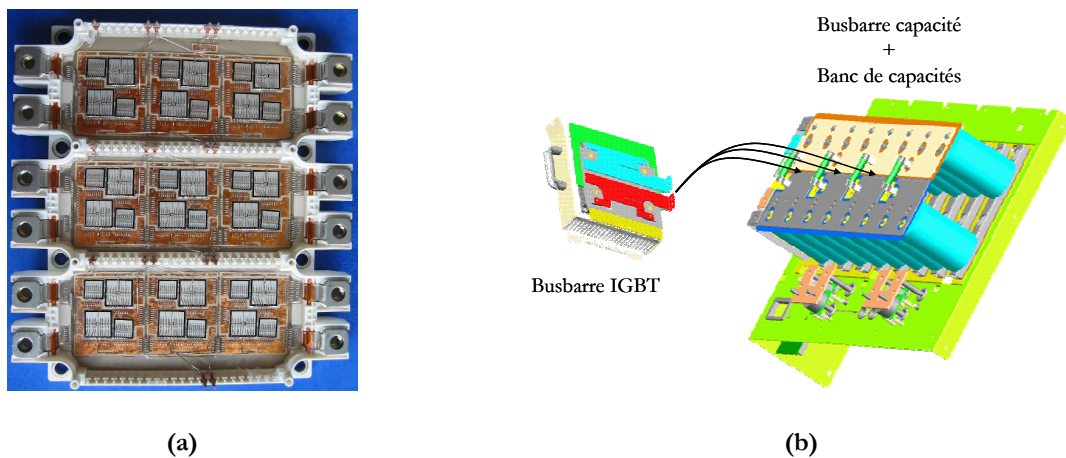 Busbarre capacité
+
Banc de capacités
Busbarre IGBT
(a)
(b)